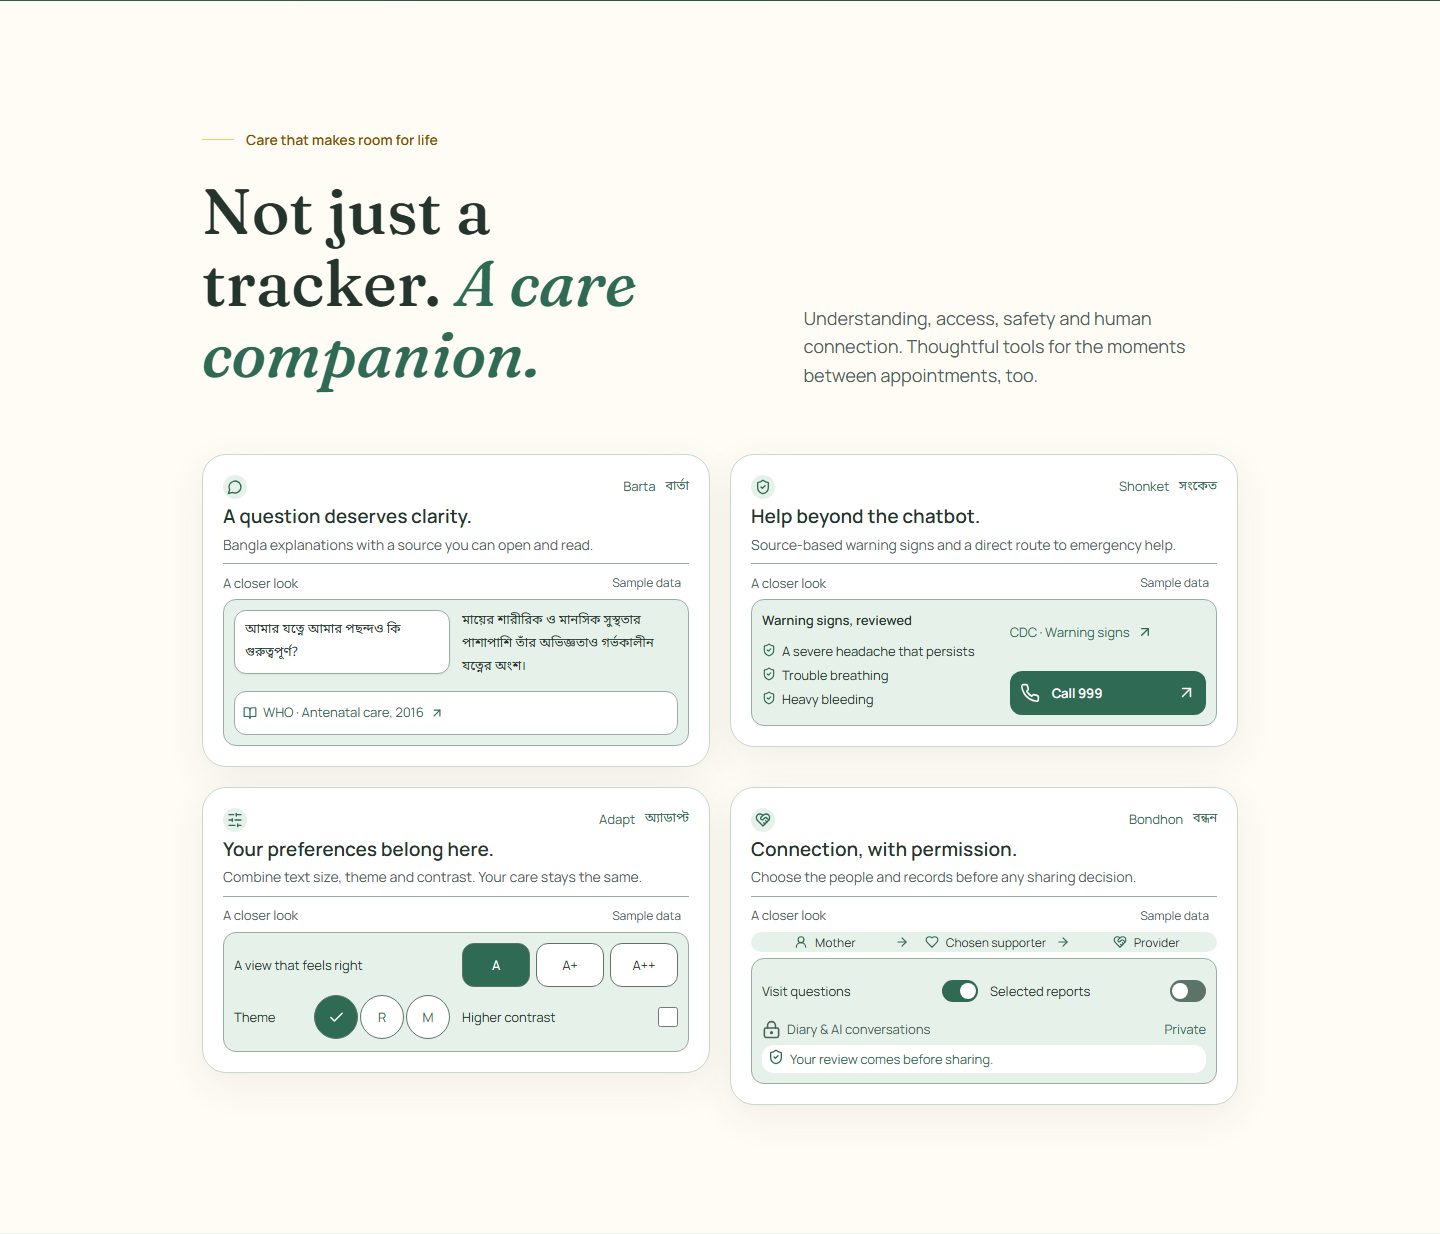 Care that makes room for life
Not just a
tracker. A care
companion.
Understanding, access, safety and human
connection. Thoughtful tools for the moments
between appointments, too.
Barta বার্তা
A question deserves clarity.
Bangla explanations with a source you can open and read.
A closer look Sample data
আমার যত্নে আমার পছন্দও কি
গুরুত্বপূর্ণ?
মায়ের শারীরিক ও মানসিক সুস্থতার
পাশাপাশি তাঁর অভিজ্ঞতাও গর্ভকালীন
যত্নের অংশ।
WHO · Antenatal care, 2016
Shonket সংকেত
Help beyond the chatbot.
Source-based warning signs and a direct route to emergency help.
A closer look Sample data
Warning signs, reviewed
A severe headache that persists
Trouble breathing
Heavy bleeding
CDC · Warning signs
Call 999
Adapt অ্যাডাপ্ট
Your preferences belong here.
Combine text size, theme and contrast. Your care stays the same.
A closer look Sample data
A view that feels right A A+ A++
Theme R M Higher contrast
Bondhon বন্ধন
Connection, with permission.
Choose the people and records before any sharing decision.
A closer look Sample data
Mother Chosen supporter Provider
Visit questions Selected reports
Diary & AI conversations Private
Your review comes before sharing.